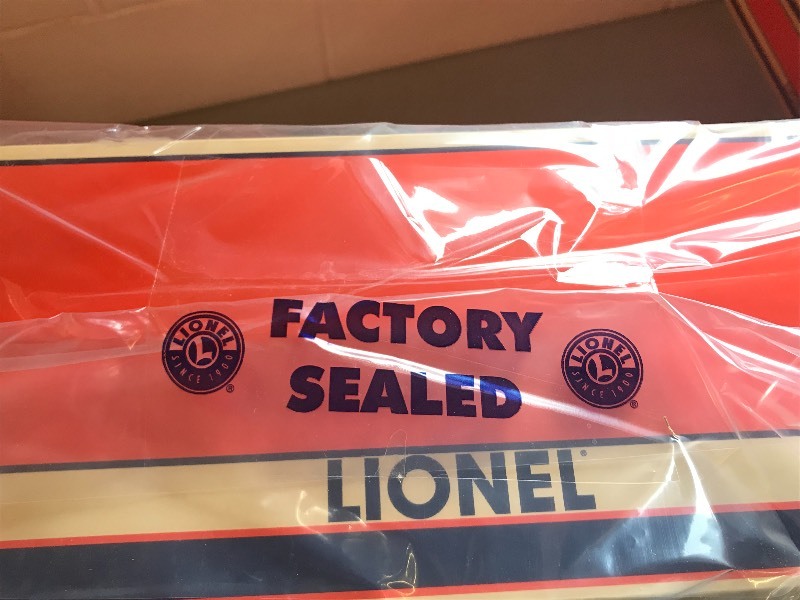 FACTORY
SEALED
LIONEL
SINCE 1900
®
LIONEL
SINCE 1900
®
LIONEL